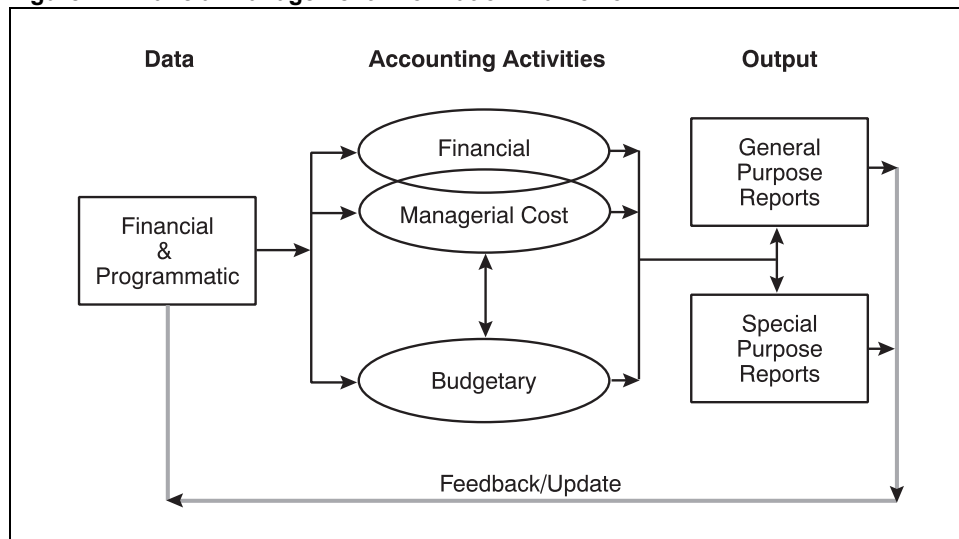 Data
Accounting Activities
Output
Financial
&
Programmatic
Financial
Managerial Cost
Budgetary
General
Purpose
Reports
Special
Purpose
Reports
Feedback/Update